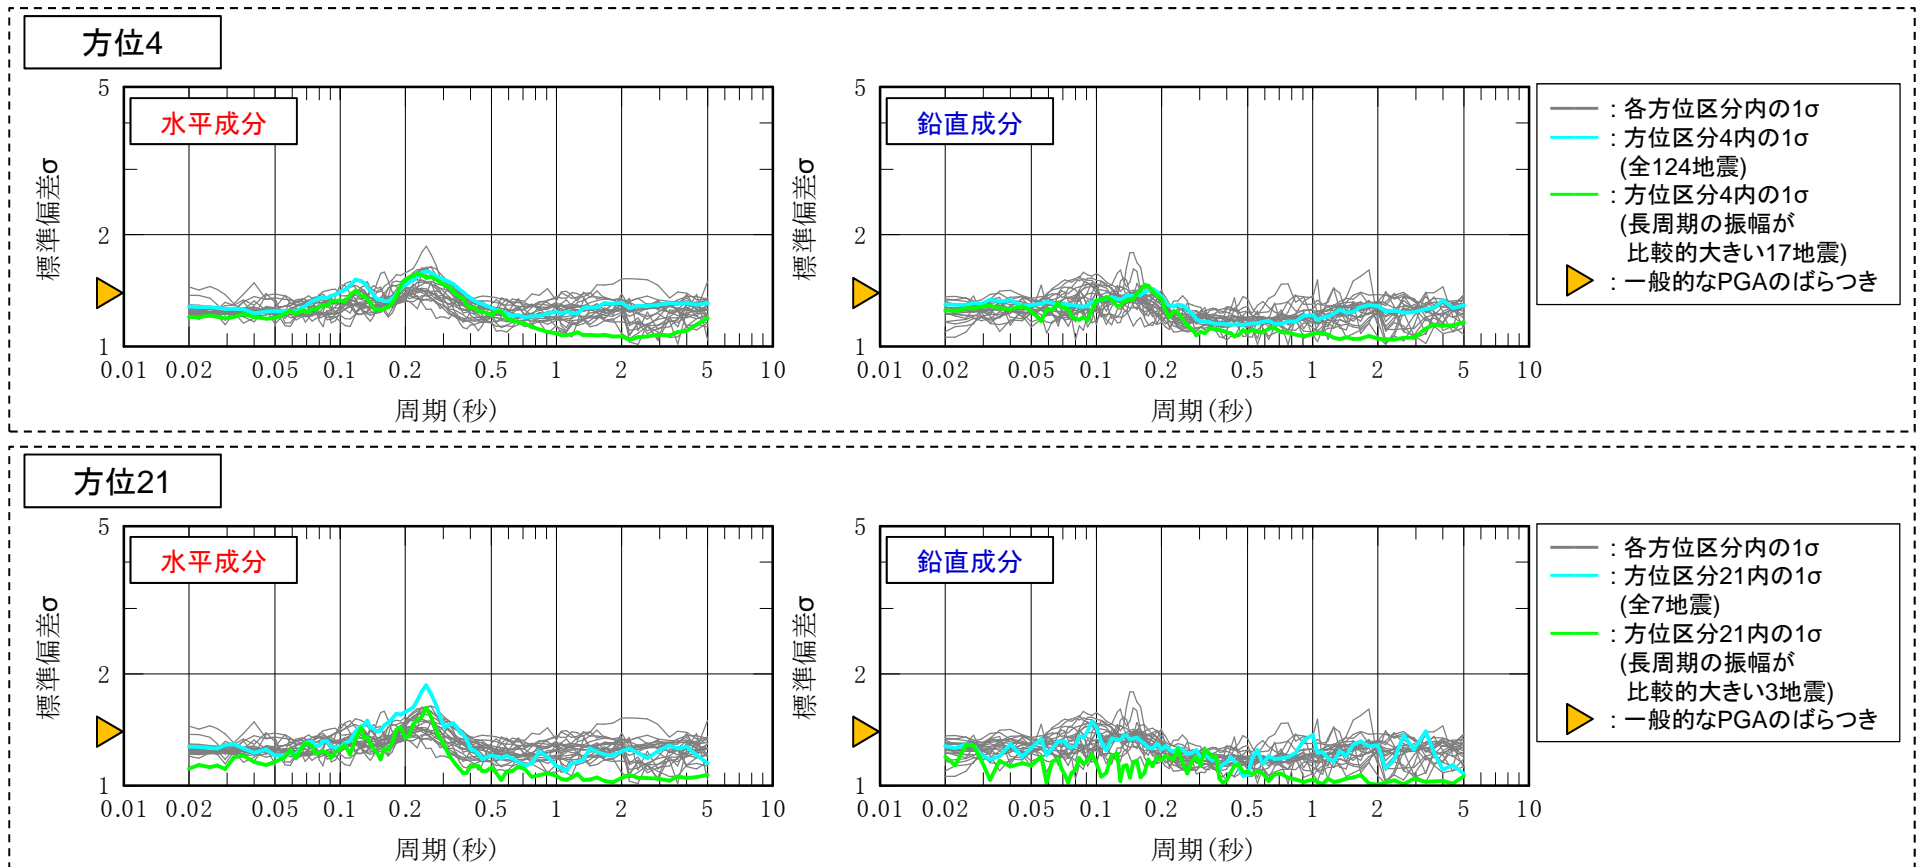 方位4
5
2
1
水平成分
標準偏差σ
0.01 0.02 0.05 0.1 0.2 0.5 1 2 5 10
周期(秒)
5
2
1
鉛直成分
標準偏差σ
0.01 0.02 0.05 0.1 0.2 0.5 1 2 5 10
周期(秒)
:各方位区分内の1σ
:方位区分4内の1σ
(全124地震)
:方位区分4内の1σ
(長周期の振幅が
比較的大きい17地震)
:一般的なPGAのばらつき
方位21
5
2
1
水平成分
標準偏差σ
0.01 0.02 0.05 0.1 0.2 0.5 1 2 5 10
周期(秒)
5
2
1
鉛直成分
標準偏差σ
0.01 0.02 0.05 0.1 0.2 0.5 1 2 5 10
周期(秒)
:各方位区分内の1σ
:方位区分21内の1σ
(全7地震)
:方位区分21内の1σ
(長周期の振幅が
比較的大きい3地震)
:一般的なPGAのばらつき